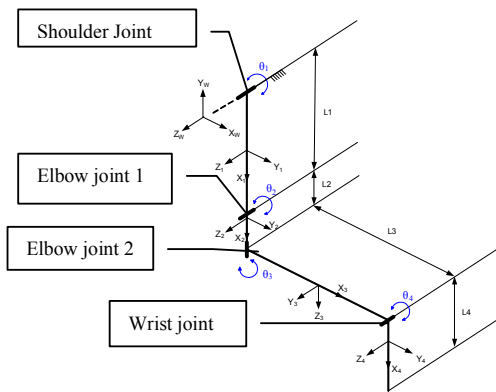 Shoulder Joint
θ1
YW
ZW
XW
L1
Z1
Y1
X1
Elbow joint 1
θ2
L2
Z2
Y2
X2
Elbow joint 2
θ3
L3
Y3
X3
Z3
θ4
Wrist joint
L4
Z4
Y4
X4